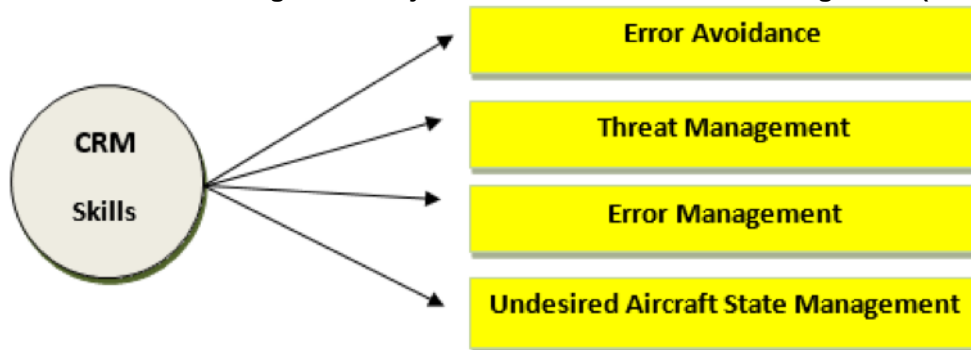 CRM
Skills
Error Avoidance
Threat Management
Error Management
Undesired Aircraft State Management